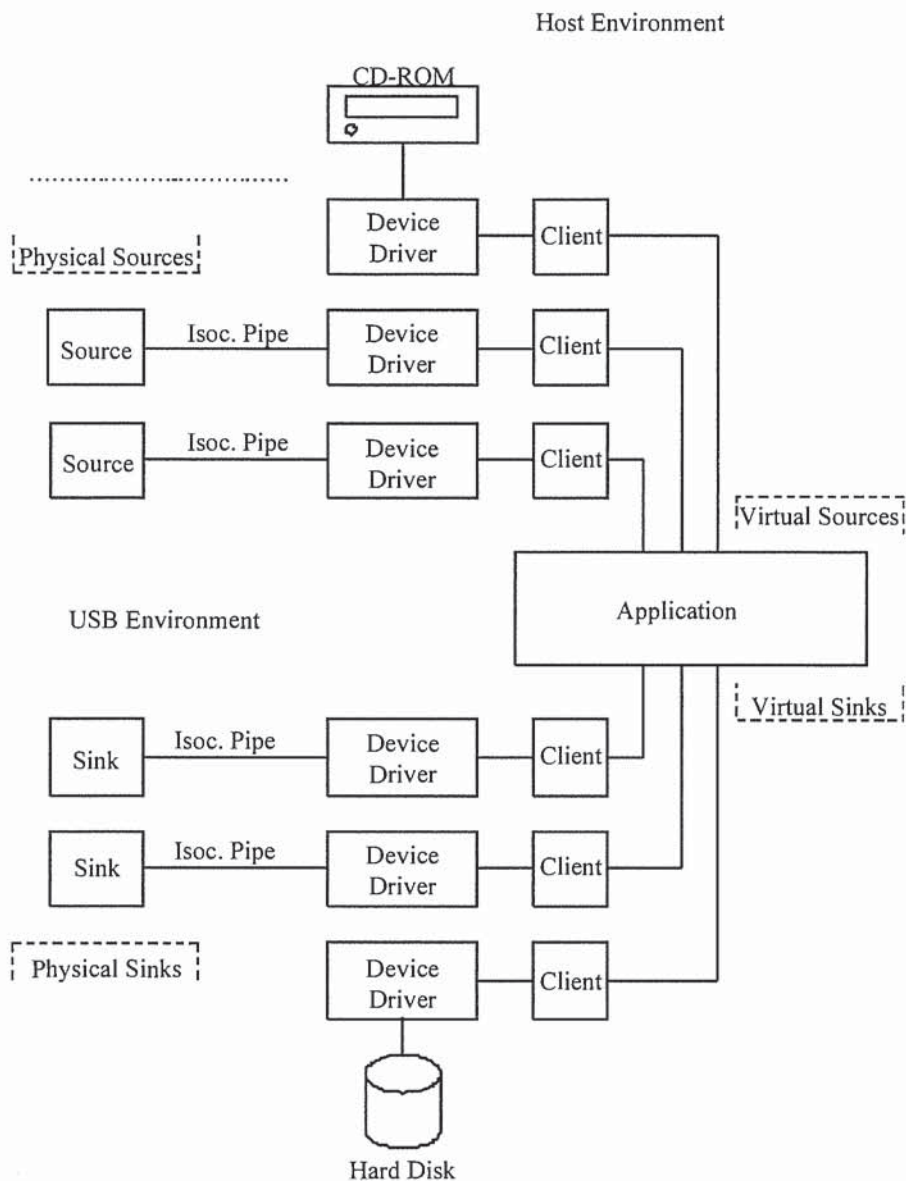 Host Environment
CD-ROM
Device
Driver
Client
Physical Sources
Source
Isoc. Pipe
Device
Driver
Client
Source
Isoc. Pipe
Device
Driver
Client
Virtual Sources
Application
USB Environment
Virtual Sinks
Sink
Isoc. Pipe
Device
Driver
Client
Sink
Isoc. Pipe
Device
Driver
Client
Physical Sinks
Device
Driver
Client
Hard Disk